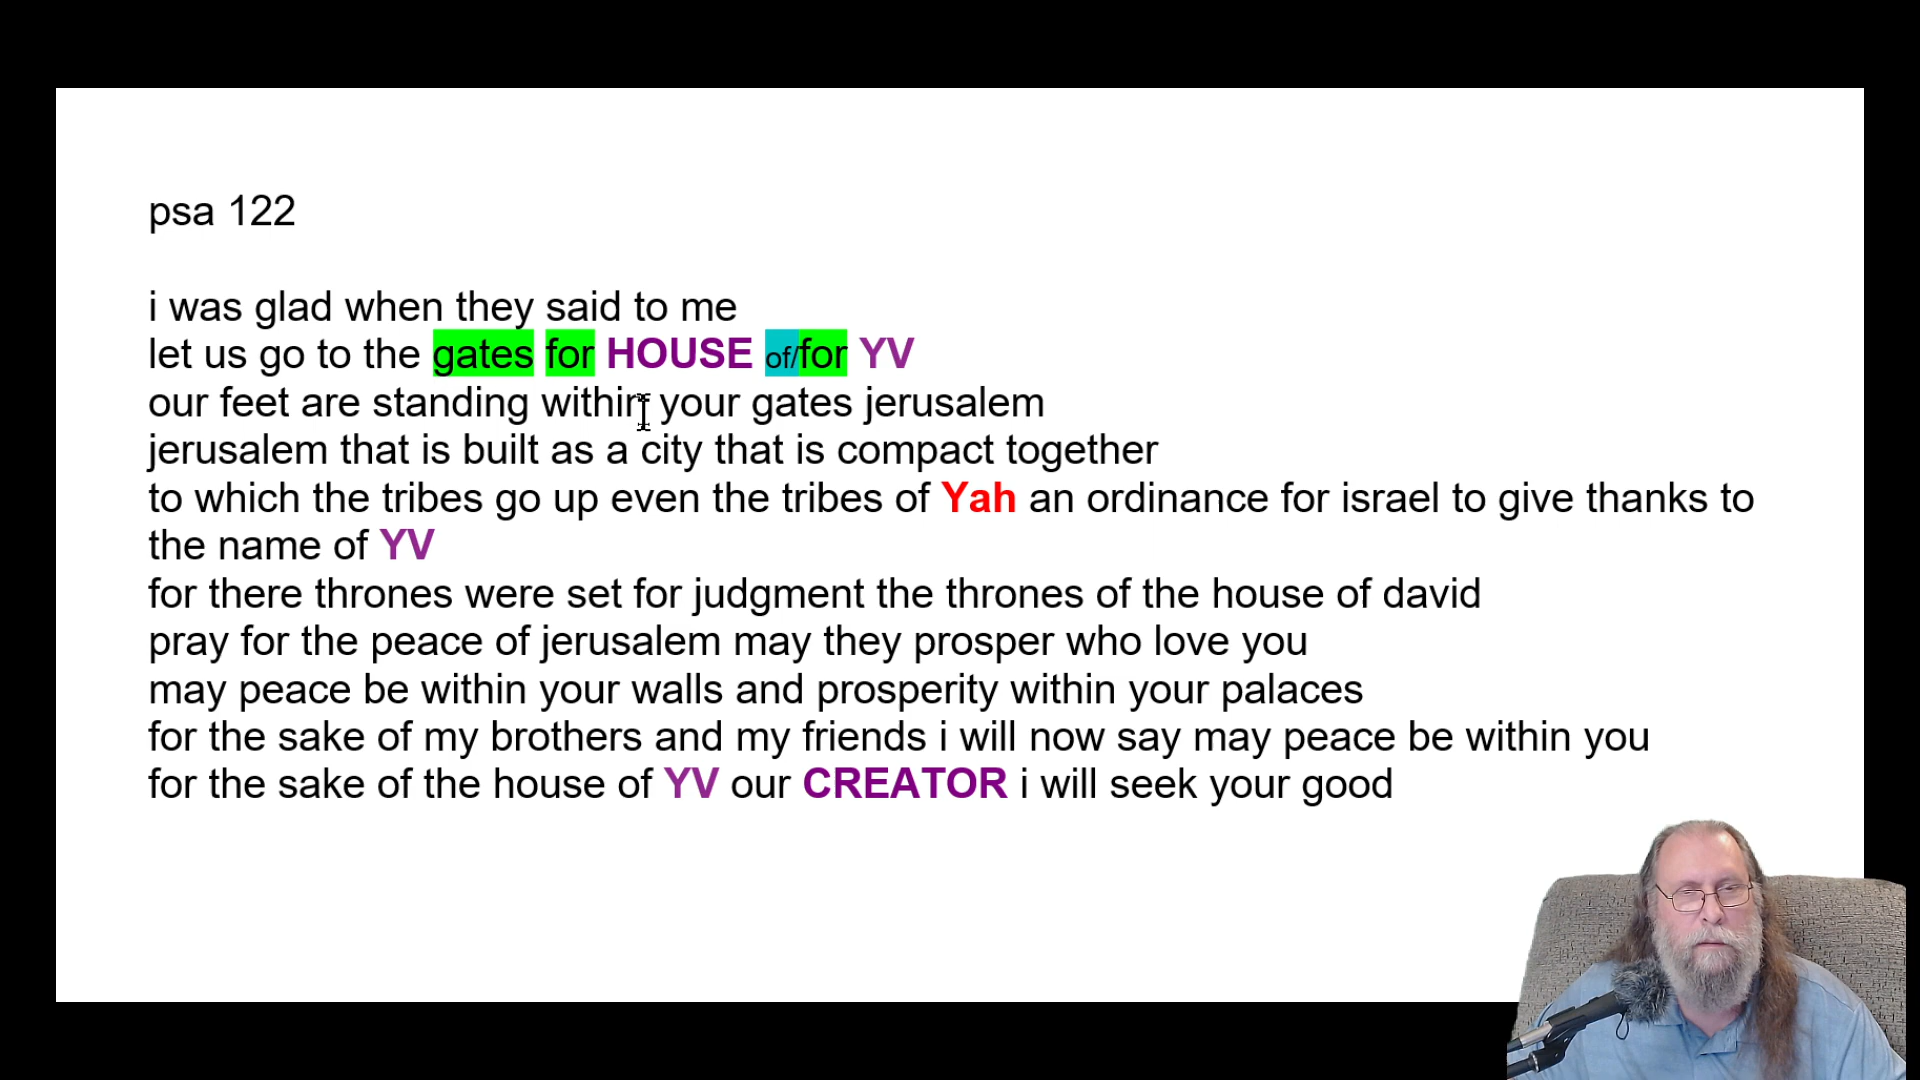 psa 122
i was glad when they said to me
let us go to the gates for HOUSE of/for YV
our feet are standing within your gates jerusalem
jerusalem that is built as a city that is compact together
to which the tribes go up even the tribes of Yah an ordinance for israel to give thanks to
the name of YV
for there thrones were set for judgment the thrones of the house of david
pray for the peace of jerusalem may they prosper who love you
may peace be within your walls and prosperity within your palaces
for the sake of my brothers and my friends i will now say may peace be within you
for the sake of the house of YV our CREATOR i will seek your good